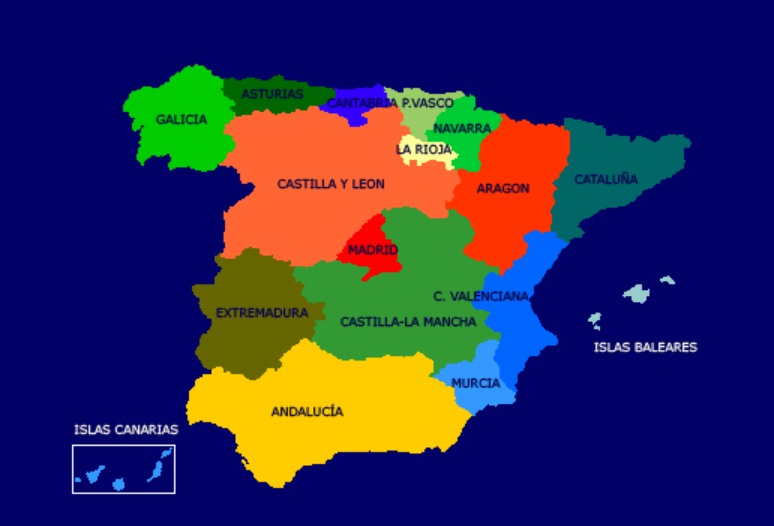 ASTURIAS
CANTABRIA
P.VASCO
GALICIA
NAVARRA
LA RIOJA
CASTILLA Y LEON
ARAGON
CATALUÑA
MADRID
C. VALENCIANA
EXTREMADURA
CASTILLA-LA MANCHA
ISLAS BALEARES
MURCIA
ANDALUCÍA
ISLAS CANARIAS